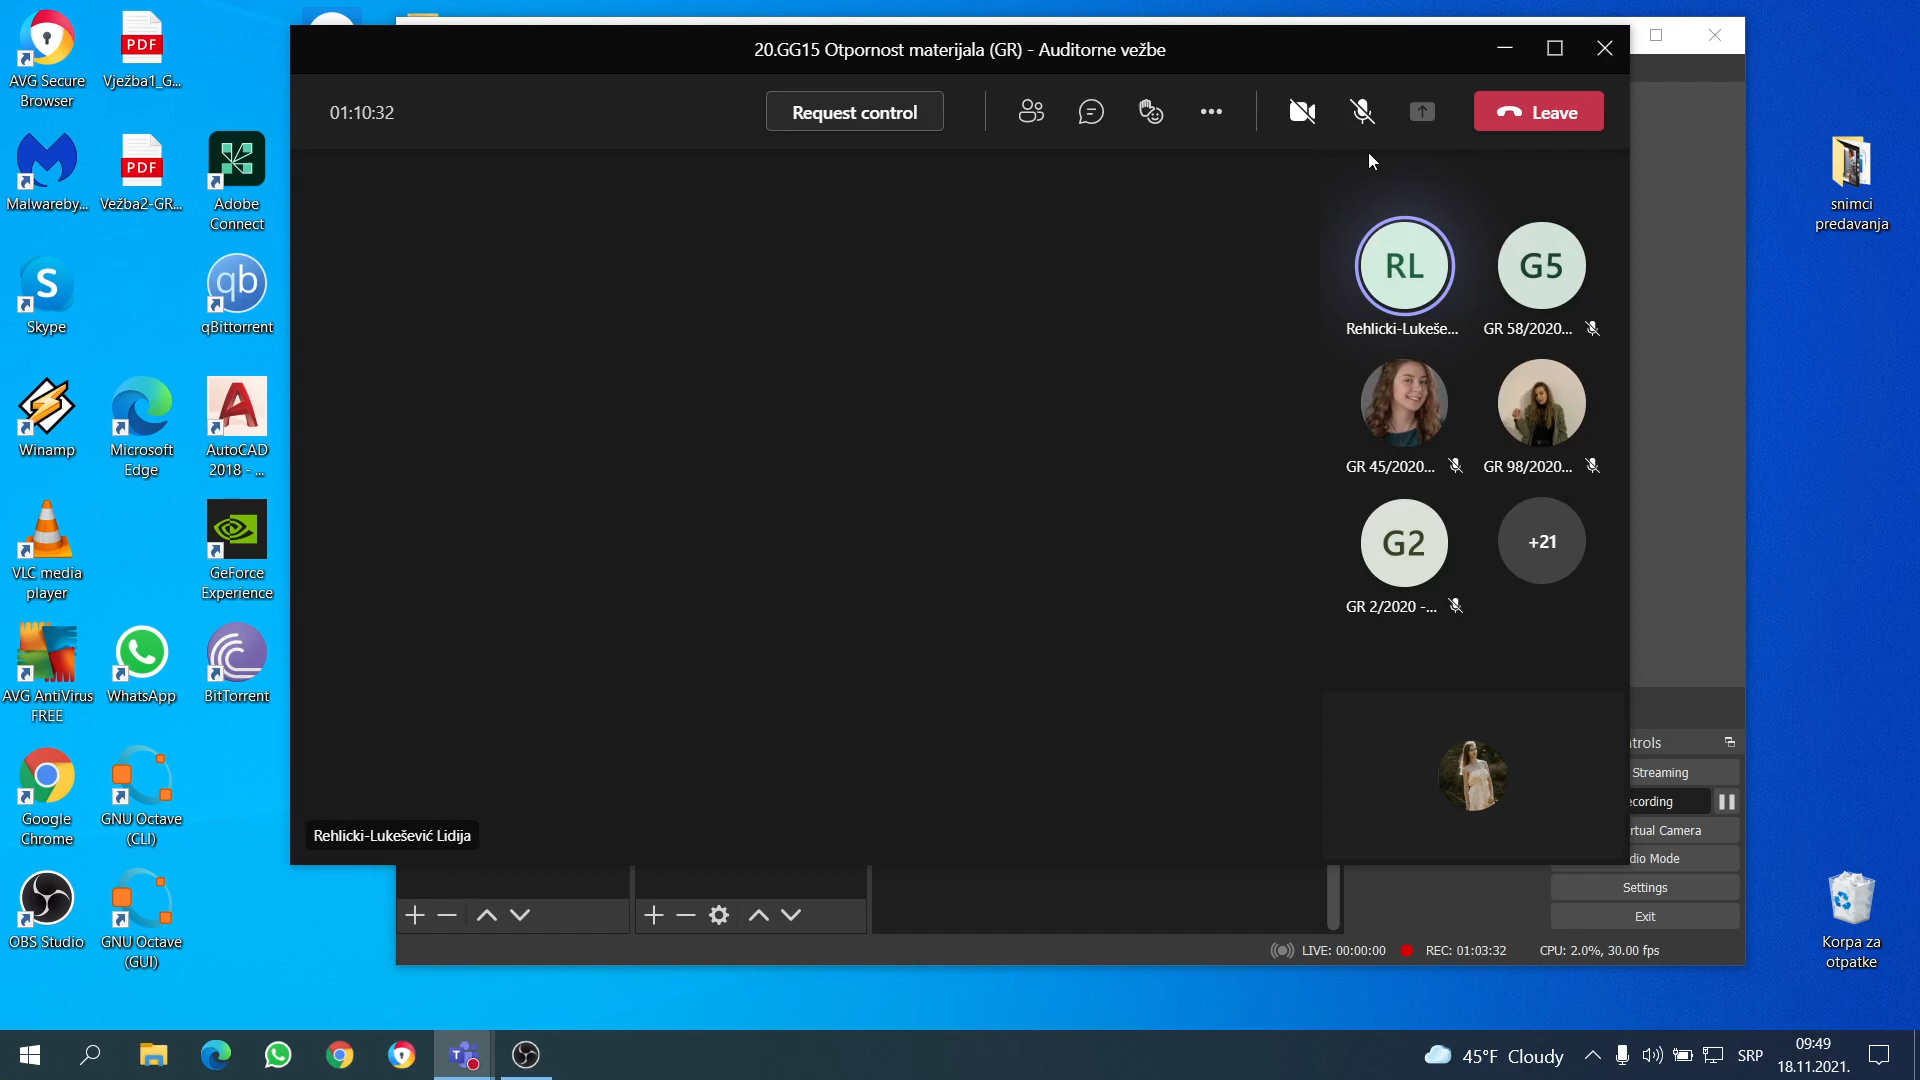 AVG Secure
Browser
PDF
Vježba1_G...
Malwareby...
PDF
Vežba2-GR...
Adobe
Connect
S
Skype
qb
qBittorrent
Winamp
Microsoft
Edge
AutoCAD
2018 - ...
VLC media
player
GeForce
Experience
AVG AntiVirus
FREE
WhatsApp
BitTorrent
Google
Chrome
GNU Octave
(CLI)
OBS Studio
GNU Octave
(GUI)
20.GG15 Otpornost materijala (GR) - Auditorne vežbe
01:10:32
Request control
Leave
RL
Rehlicki-Lukeše...
G5
GR 58/2020...
GR 45/2020...
GR 98/2020...
G2
GR 2/2020 -...
+21
Rehlicki-Lukešević Lidija
snimci
predavanja
Korpa za
otpatke
trols
Streaming
ecording
rtual Camera
dio Mode
Settings
Exit
LIVE: 00:00:00
REC: 01:03:32
CPU: 2.0%, 30.00 fps
45°F Cloudy
SRP
09:49
18.11.2021.